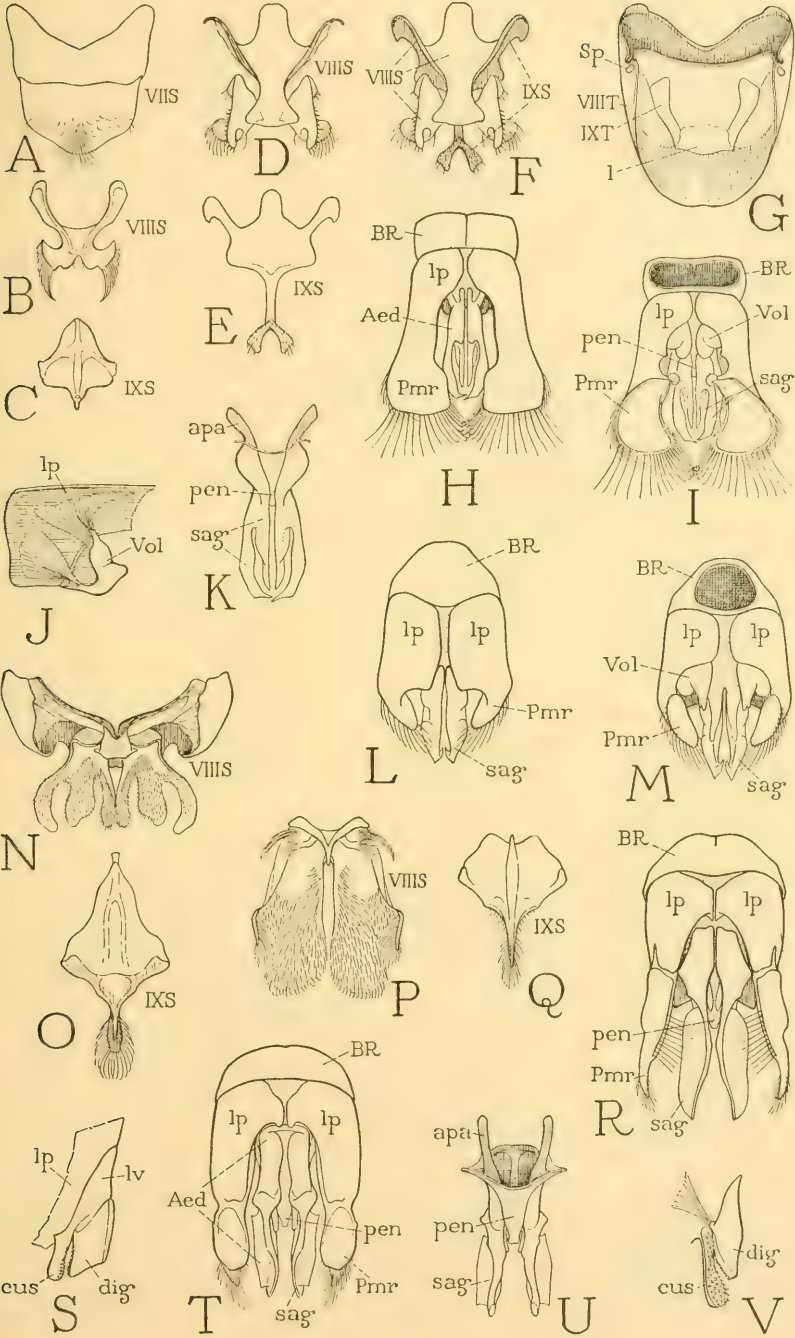 A
VIIS
D
VIIIS
F
VIIIS
IXS
G
Sp
VIIIT
IXT
l
B
VIIIS
C
IXS
E
IXS
H
BR
lp
Aed
Pmr
I
BR
lp
Vol
pen
Pmr
sag
J
lp
Vol
K
apa
pen
sag
L
BR
lp
lp
Pmr
sag
M
BR
lp
lp
Vol
Pmr
sag
N
VIIIS
O
IXS
P
VIIIS
Q
IXS
R
BR
lp
lp
pen
Pmr
sag
S
lp
lv
cus
dig
T
BR
lp
lp
Aed
pen
Pmr
sag
U
apa
pen
sag
V
dig
cus